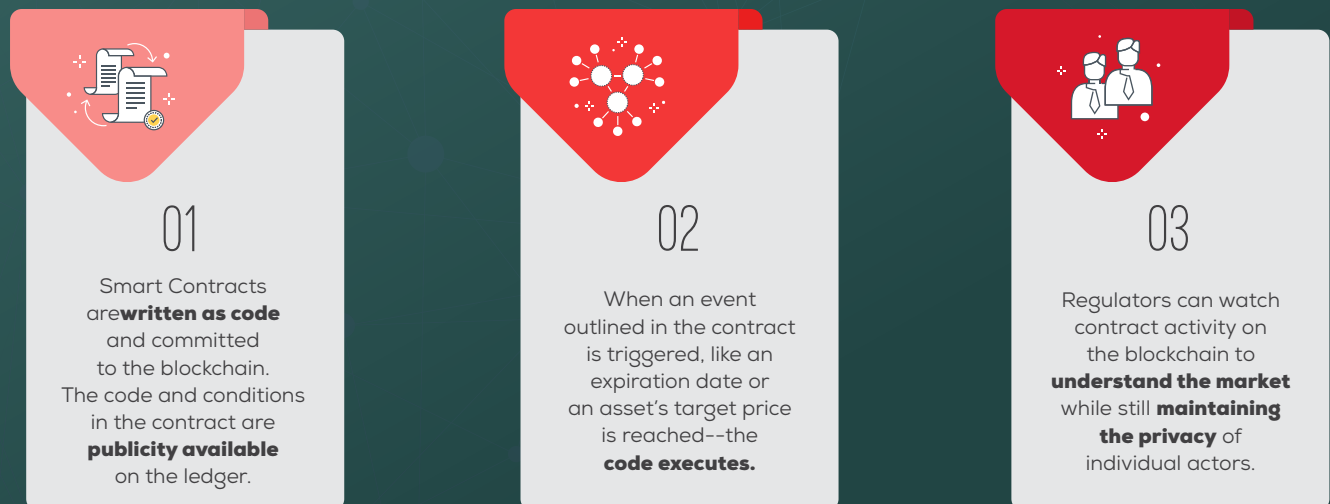 01
Smart Contracts
arewritten as code
and committed
to the blockchain.
The code and conditions
in the contract are
publicity available
on the ledger.
02
When an event
outlined in the contract
is triggered, like an
expiration date or
an asset's target price
is reached--the
code executes.
03
Regulators can watch
contract activity on
the blockchain to
understand the market
while still maintaining
the privacy of
individual actors.